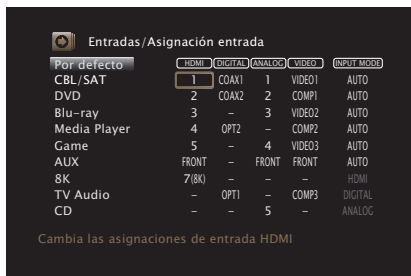 Entradas/Asignación entrada
Por defecto HDMI DIGITAL ANALOG VIDEO INPUT MODE
CBL/SAT 1 COAX1 1 VIDEO1 AUTO
DVD 2 COAX2 2 COMP1 AUTO
Blu-ray 3 – 3 VIDEO2 AUTO
Media Player 4 OPT2 – COMP2 AUTO
Game 5 – 4 VIDEO3 AUTO
AUX FRONT – FRONT FRONT AUTO
8K 7(8K) – – – HDMI
TV Audio – OPT1 – COMP3 DIGITAL
CD – – 5 – ANALOG
Cambia las asignaciones de entrada HDMI